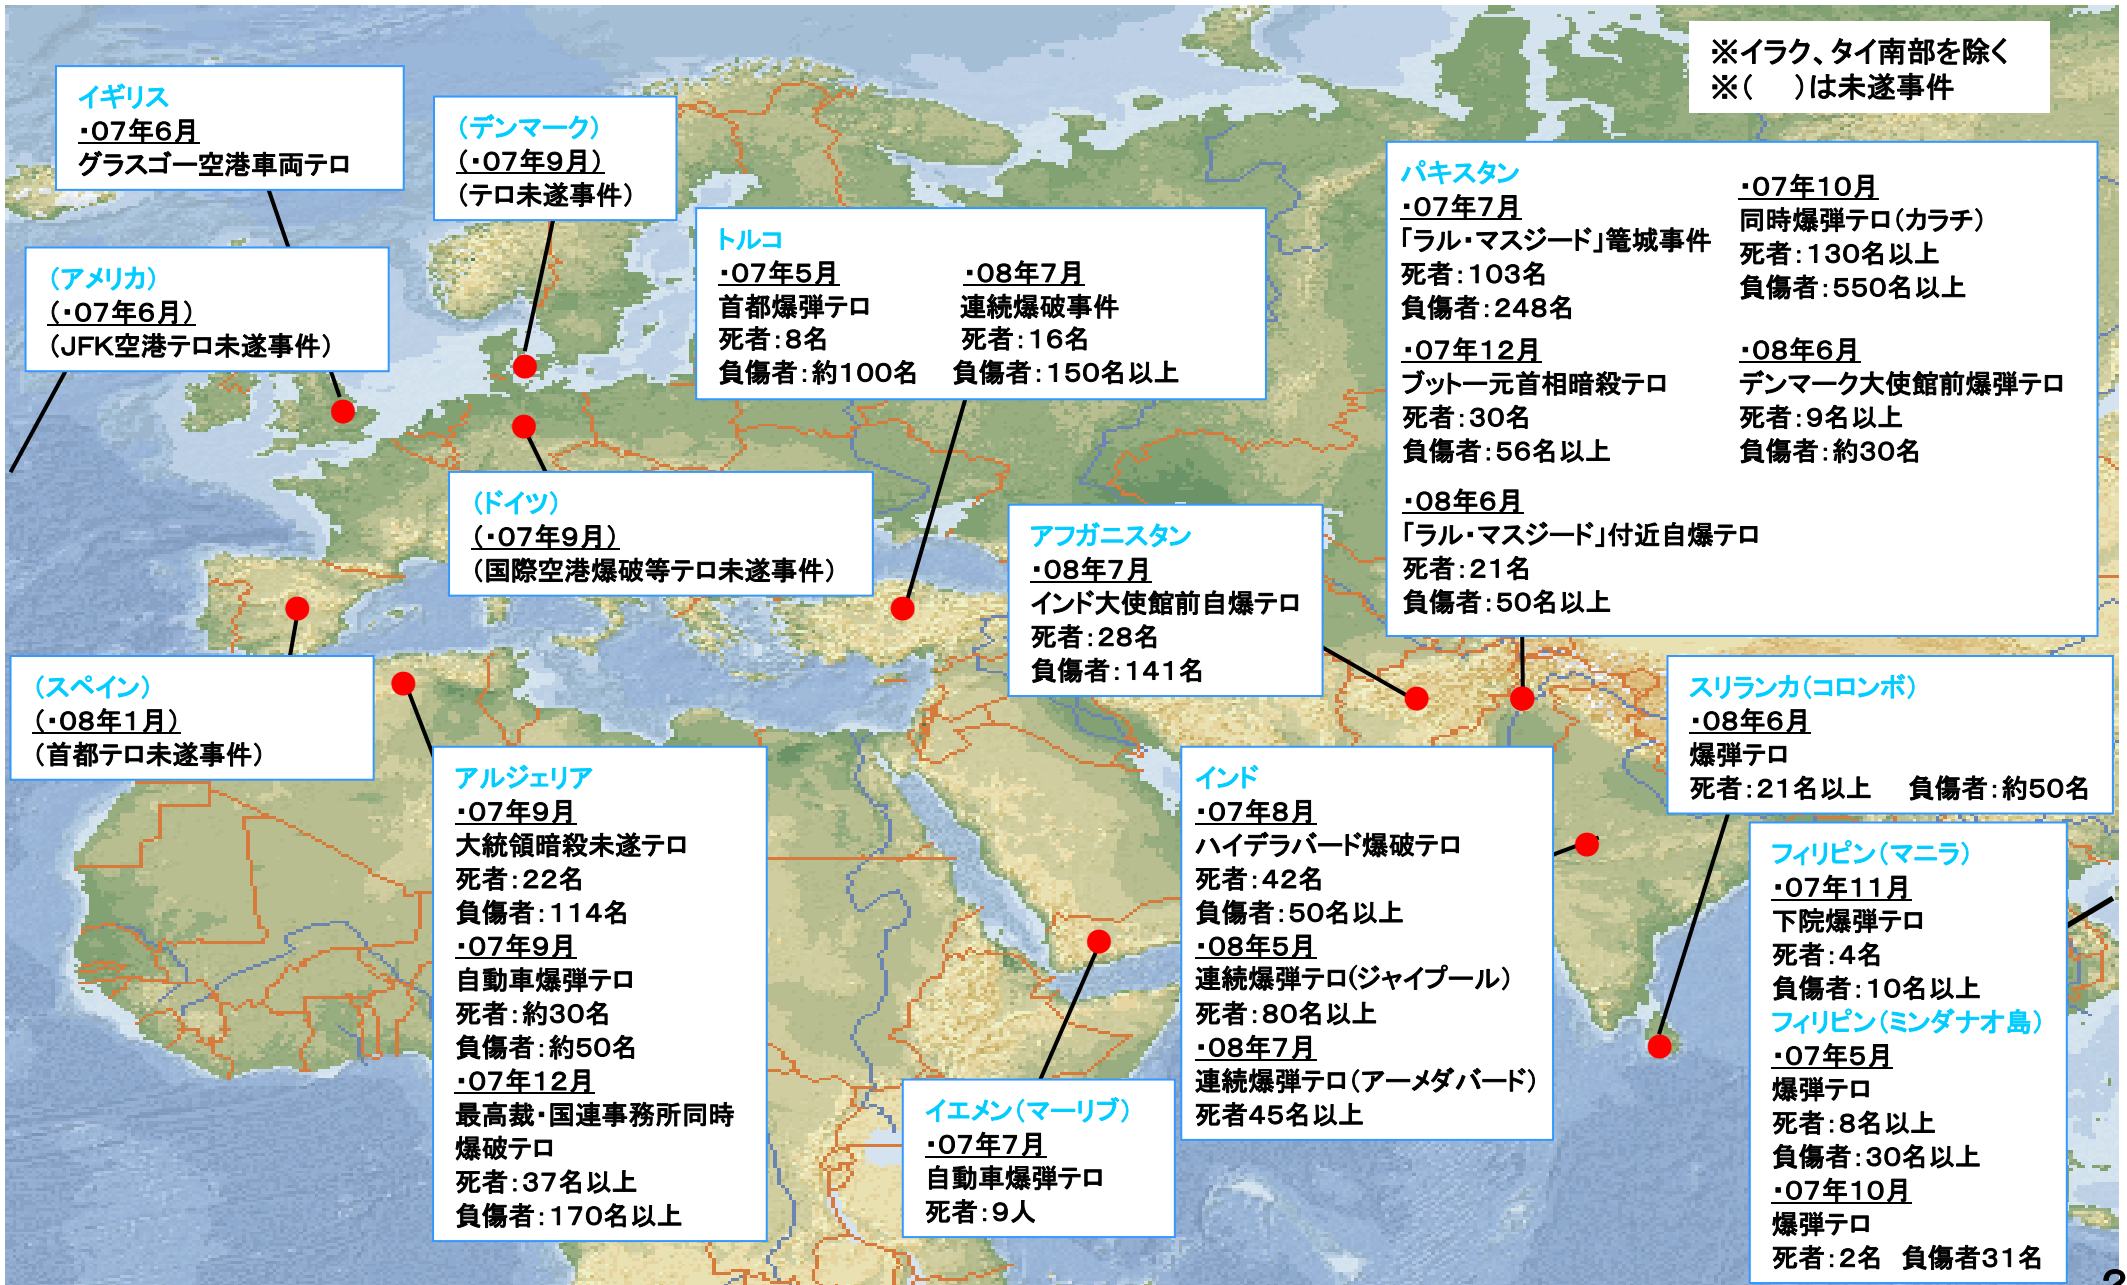 ※イラク、タイ南部を除く
※(　)は未遂事件
イギリス
・07年6月
グラスゴー空港車両テロ
(デンマーク)
(・07年9月)
(テロ未遂事件)
(アメリカ)
(・07年6月)
(JFK空港テロ未遂事件)
トルコ
・07年5月
首都爆弾テロ
死者：8名
負傷者：約100名
・08年7月
連続爆破事件
死者：16名
負傷者：150名以上
パキスタン
・07年7月
「ラル・マスジード」篭城事件
死者：103名
負傷者：248名
・07年10月
同時爆弾テロ(カラチ)
死者：130名以上
負傷者：550名以上
・07年12月
ブットー元首相暗殺テロ
死者：30名
負傷者：56名以上
・08年6月
デンマーク大使館前爆弾テロ
死者：9名以上
負傷者：約30名
・08年6月
「ラル・マスジード」付近自爆テロ
死者：21名
負傷者：50名以上
(ドイツ)
(・07年9月)
(国際空港爆破等テロ未遂事件)
アフガニスタン
・08年7月
インド大使館前自爆テロ
死者：28名
負傷者：141名
(スペイン)
(・08年1月)
(首都テロ未遂事件)
スリランカ(コロンボ)
・08年6月
爆弾テロ
死者：21名以上　負傷者：約50名
アルジェリア
・07年9月
大統領暗殺未遂テロ
死者：22名
負傷者：114名
・07年9月
自動車爆弾テロ
死者：約30名
負傷者：約50名
・07年12月
最高裁・国連事務所同時
爆破テロ
死者：37名以上
負傷者：170名以上
インド
・07年8月
ハイデラバード爆破テロ
死者：42名
負傷者：50名以上
・08年5月
連続爆弾テロ(ジャイプール)
死者：80名以上
・08年7月
連続爆弾テロ(アーメダバード)
死者45名以上
フィリピン(マニラ)
・07年11月
下院爆弾テロ
死者：4名
負傷者：10名以上
フィリピン(ミンダナオ島)
・07年5月
爆弾テロ
死者：8名以上
負傷者：30名以上
・07年10月
爆弾テロ
死者：2名　負傷者31名
イエメン(マーリブ)
・07年7月
自動車爆弾テロ
死者：9人